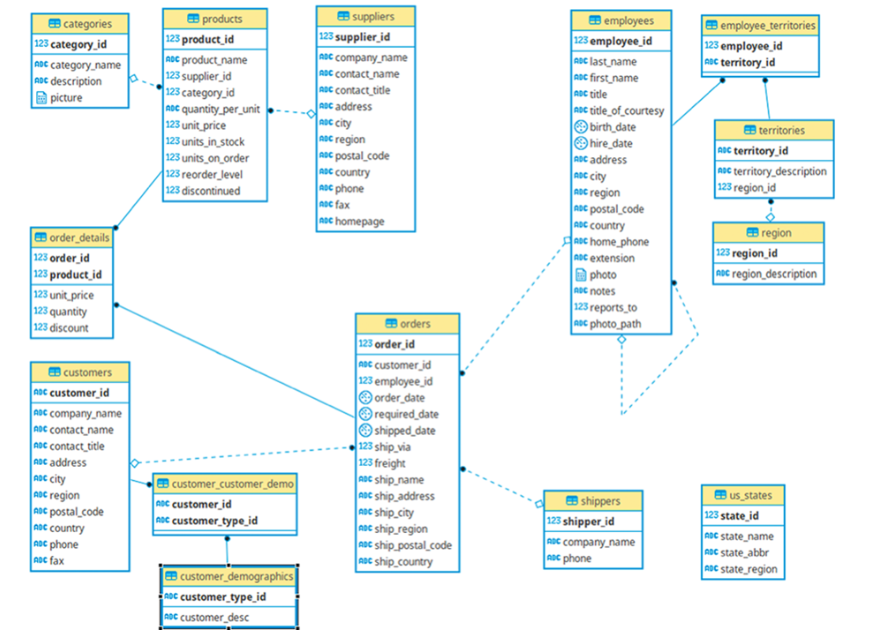 categories
123 category_id
ABC category_name
ABC description
picture
products
123 product_id
ABC product_name
123 supplier_id
123 category_id
ABC quantity_per_unit
123 unit_price
123 units_in_stock
123 units_on_order
123 reorder_level
123 discontinued
suppliers
123 supplier_id
ABC company_name
ABC contact_name
ABC contact_title
ABC address
ABC city
ABC region
ABC postal_code
ABC country
ABC phone
ABC fax
ABC homepage
employees
123 employee_id
ABC last_name
ABC first_name
ABC title
ABC title_of_courtesy
birth_date
hire_date
ABC address
ABC city
ABC region
ABC postal_code
ABC country
ABC home_phone
ABC extension
photo
ABC notes
123 reports_to
ABC photo_path
employee_territories
123 employee_id
ABC territory_id
territories
ABC territory_id
ABC territory_description
123 region_id
region
123 region_id
ABC region_description
order_details
123 order_id
123 product_id
123 unit_price
123 quantity
123 discount
orders
123 order_id
ABC customer_id
123 employee_id
order_date
required_date
shipped_date
123 ship_via
123 freight
ABC ship_name
ABC ship_address
ABC ship_city
ABC ship_region
ABC ship_postal_code
ABC ship_country
customers
ABC customer_id
ABC company_name
ABC contact_name
ABC contact_title
ABC address
ABC city
ABC region
ABC postal_code
ABC country
ABC phone
ABC fax
customer_customer_demo
ABC customer_id
ABC customer_type_id
customer_demographics
ABC customer_type_id
ABC customer_desc
shippers
123 shipper_id
ABC company_name
ABC phone
us_states
123 state_id
ABC state_name
ABC state_abbr
ABC state_region